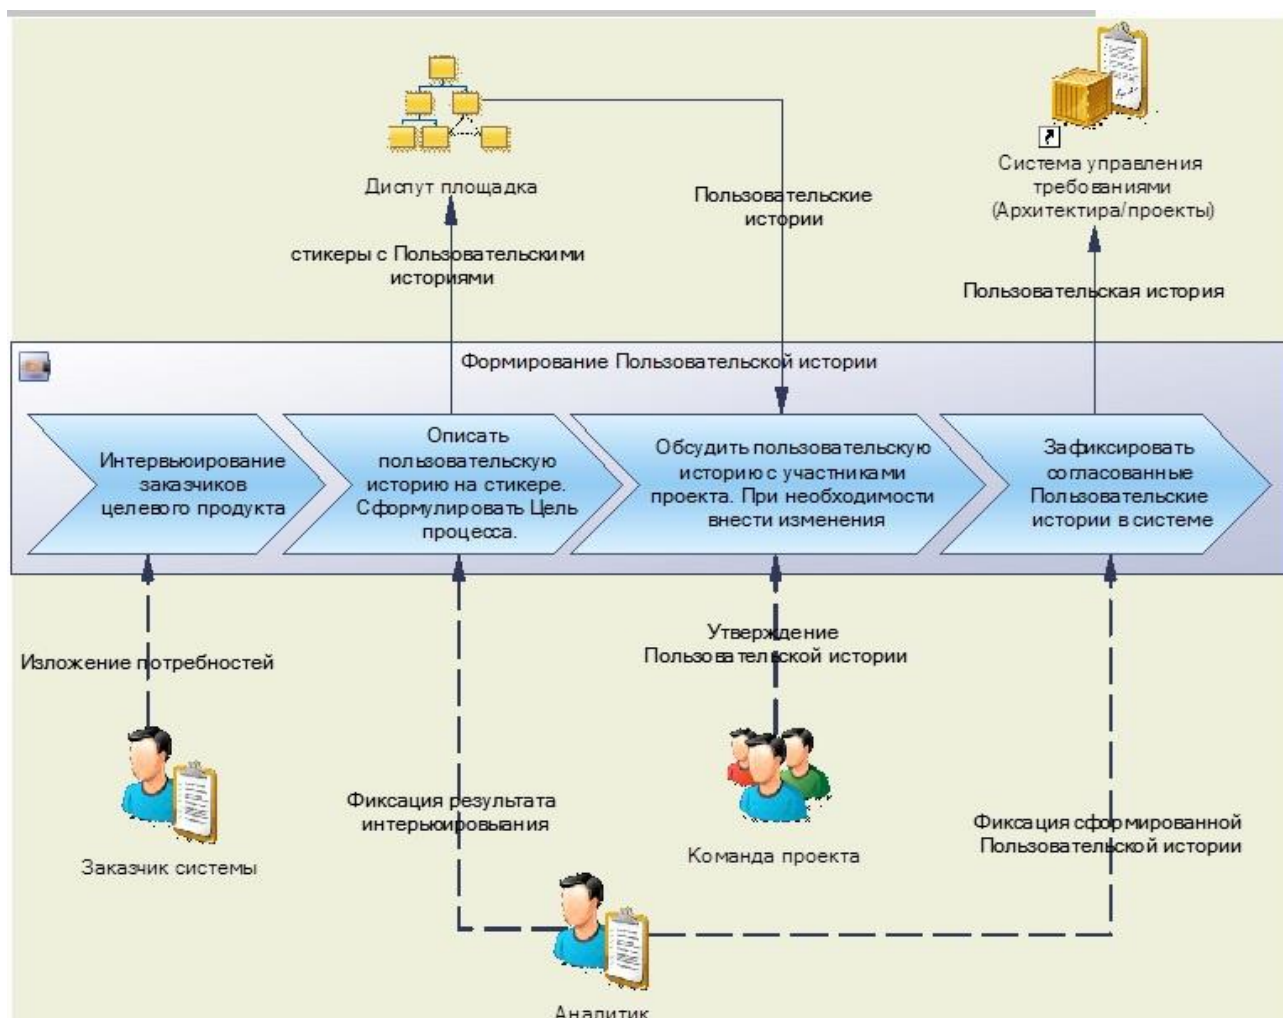 Диспут площадка
Система управления
требованиями
(Архитектира/проекты)
Пользовательские
истории
стикеры с Пользовательскими
историями
Пользовательская история
Формирование Пользовательской истории
Интервьюирование
заказчиков
целевого продукта
Описать
пользовательскую
историю на стикере.
Сформулировать Цель
процесса.
Обсудить пользовательскую
историю с участниками
проекта. При необходимости
внести изменения
Зафиксировать
согласованные
Пользовательские
истории в системе
Изложение потребностей
Утверждение
Пользовательской истории
Фиксация результата
интерьюировыания
Фиксация сформированной
Пользовательской истории
Заказчик системы
Команда проекта
Аналитик